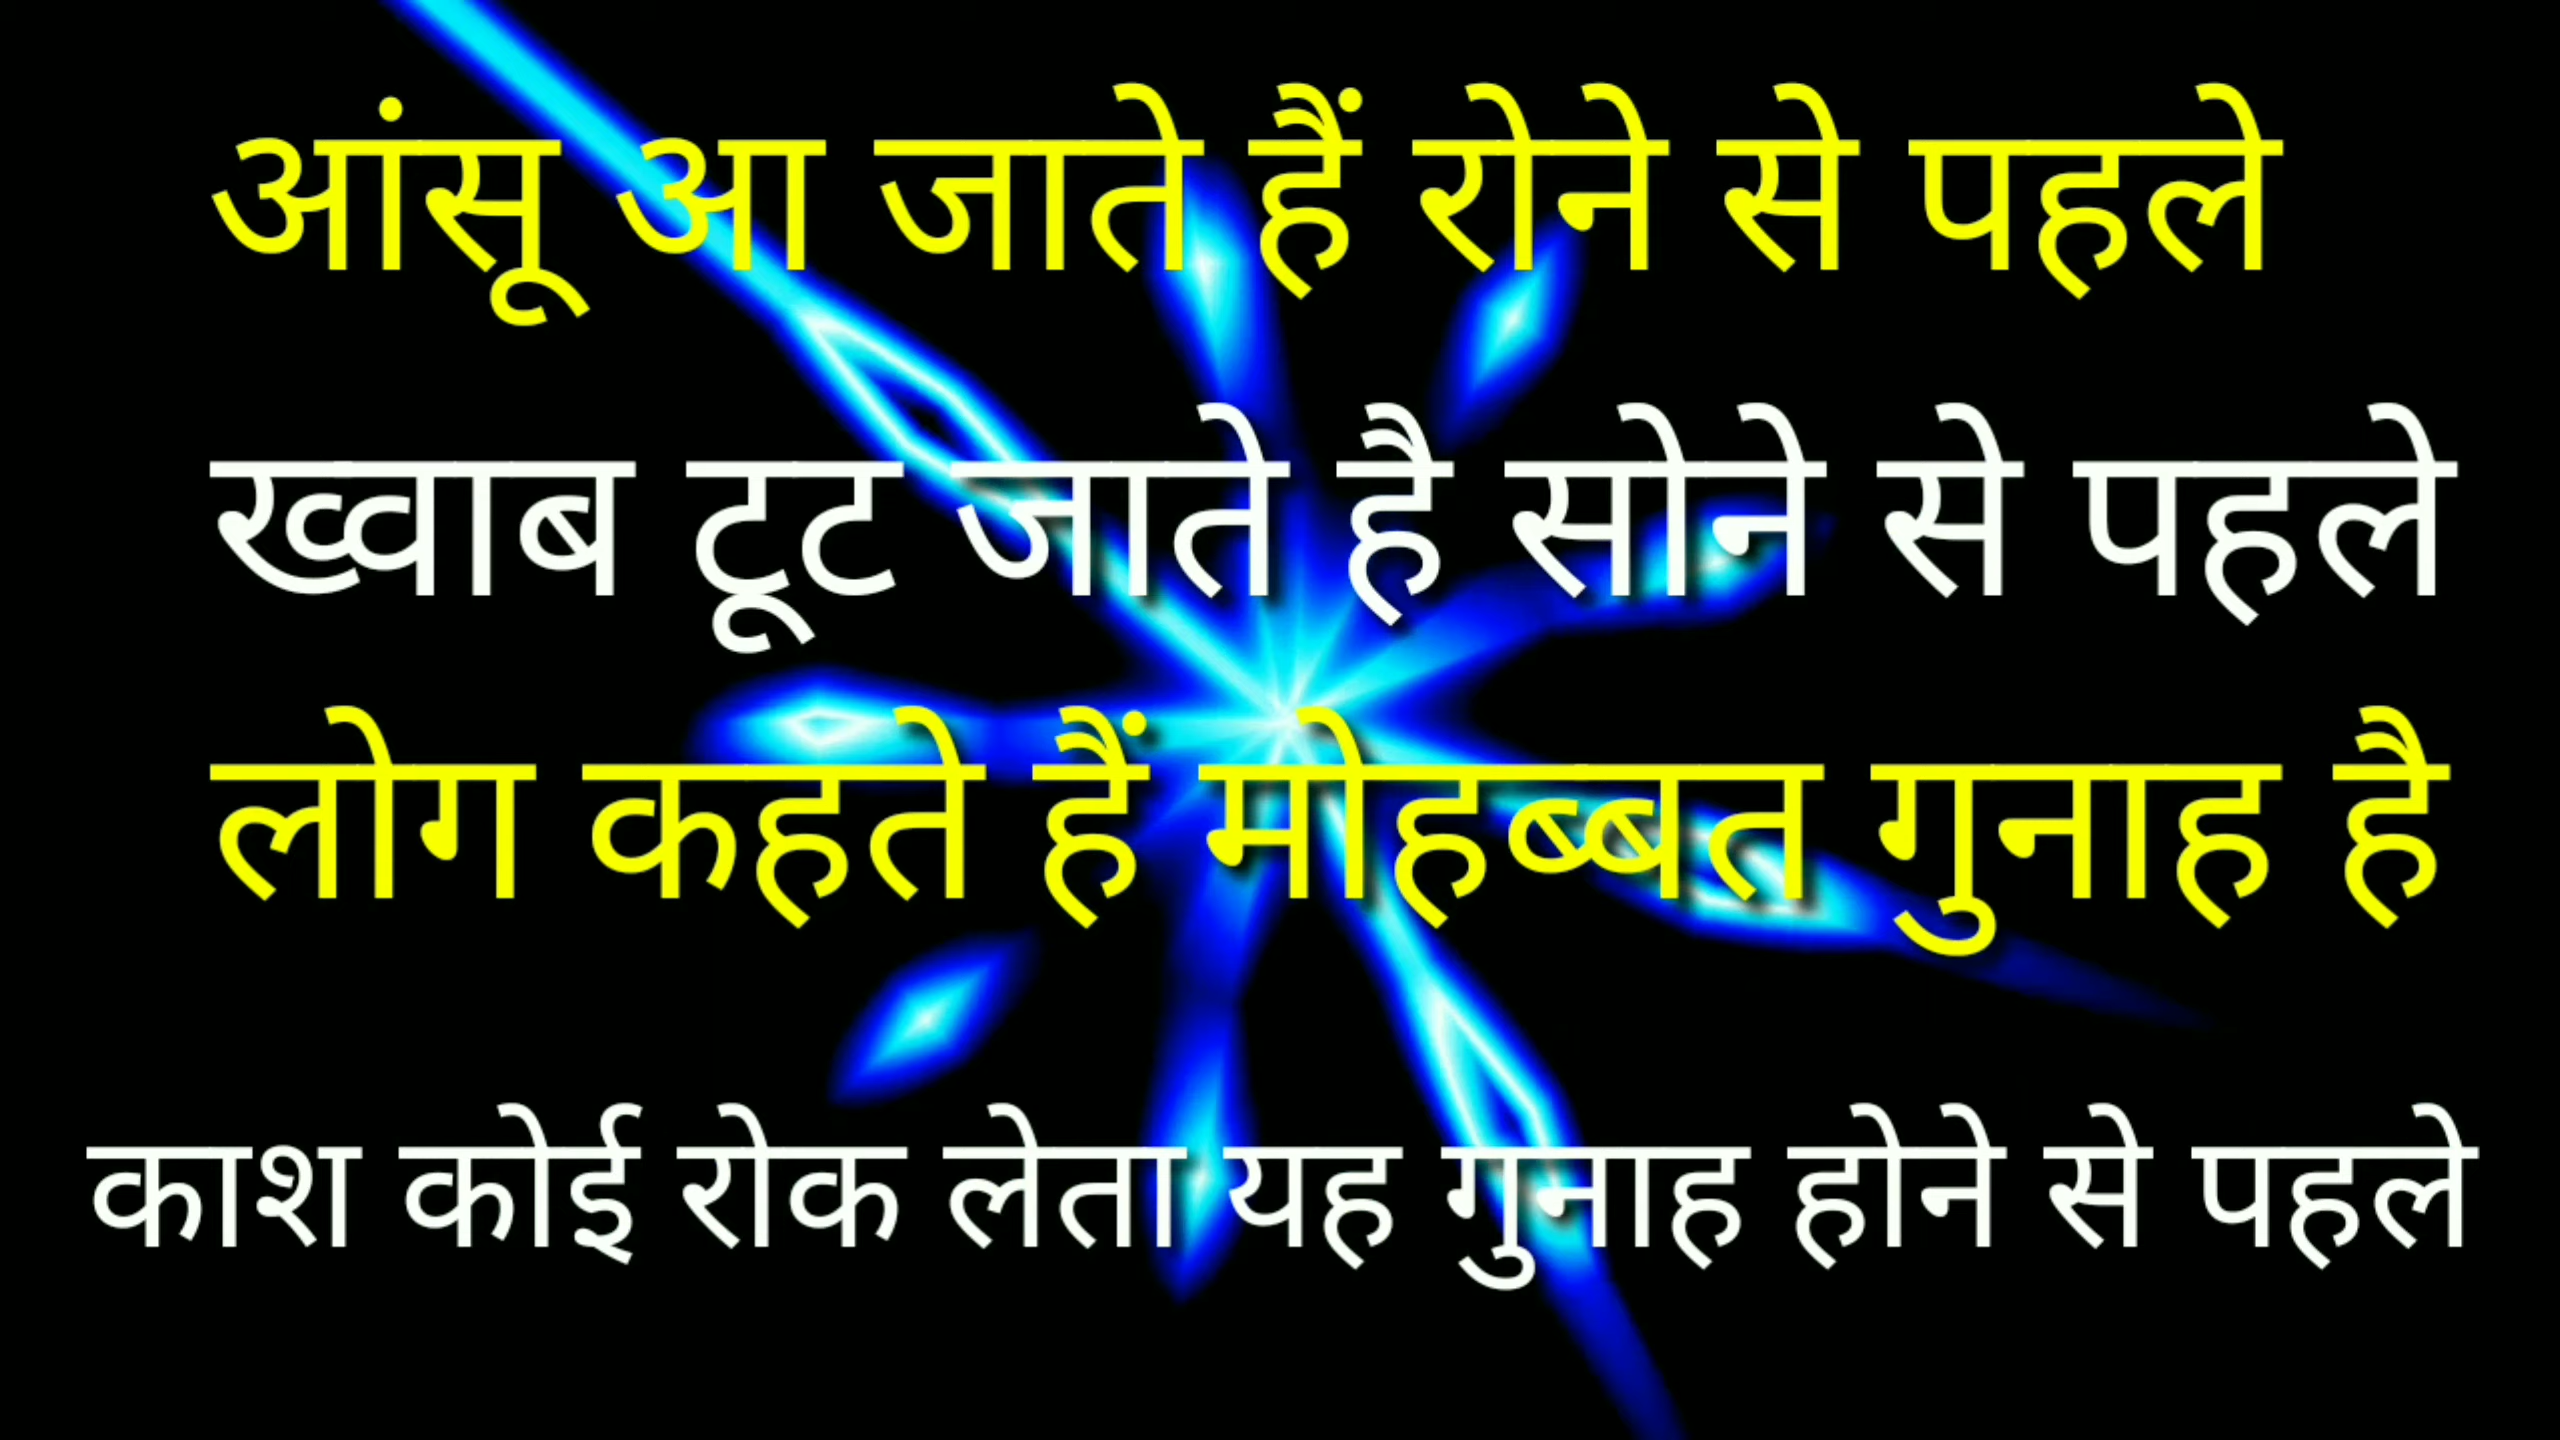 आंसू आ जाते हैं रोने से पहले
ख्वाब टूट जाते है सोने से पहले
लोग कहते हैं मोहब्बत गुनाह है
काश कोई रोक लेता यह गुनाह होने से पहले